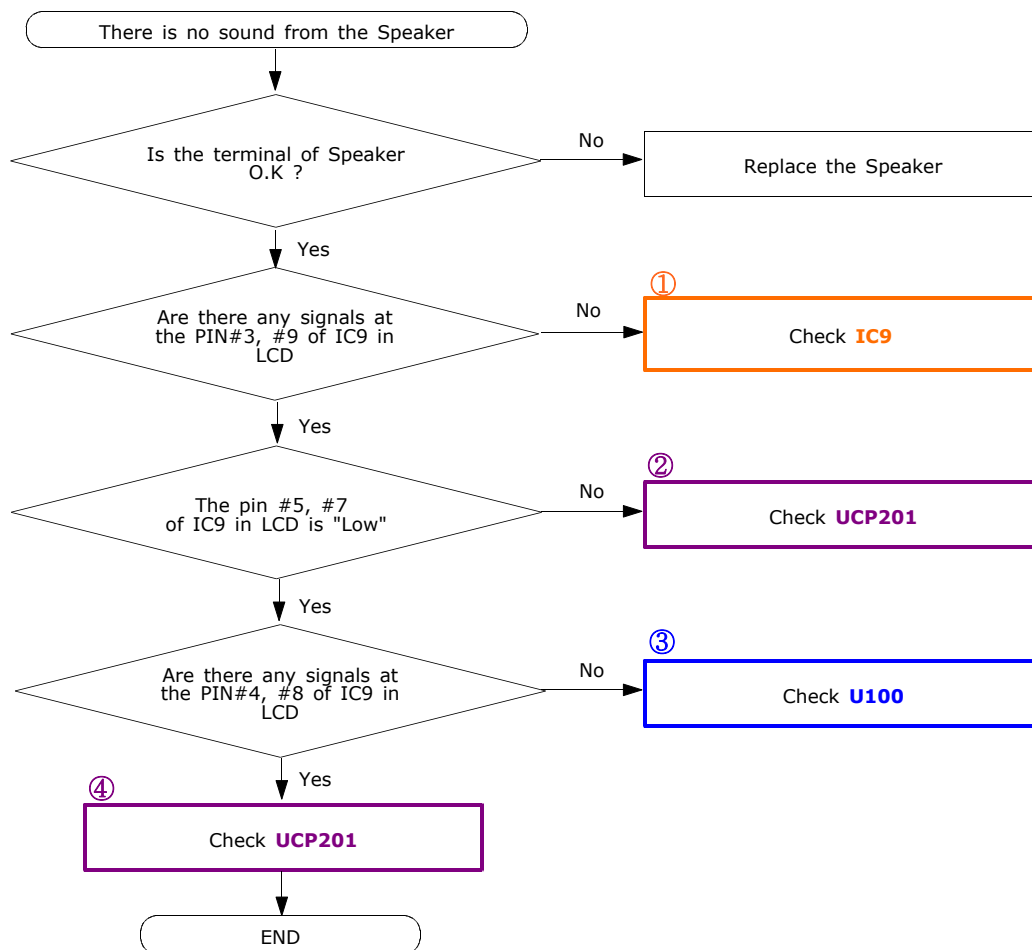 There is no sound from the Speaker
Is the terminal of Speaker
O.K ?
No
Replace the Speaker
Yes
Are there any signals at
the PIN#3, #9 of IC9 in
LCD
No
①
Check IC9
Yes
The pin #5, #7
of IC9 in LCD is "Low"
No
②
Check UCP201
Yes
Are there any signals at
the PIN#4, #8 of IC9 in
LCD
No
③
Check U100
Yes
④
Check UCP201
END